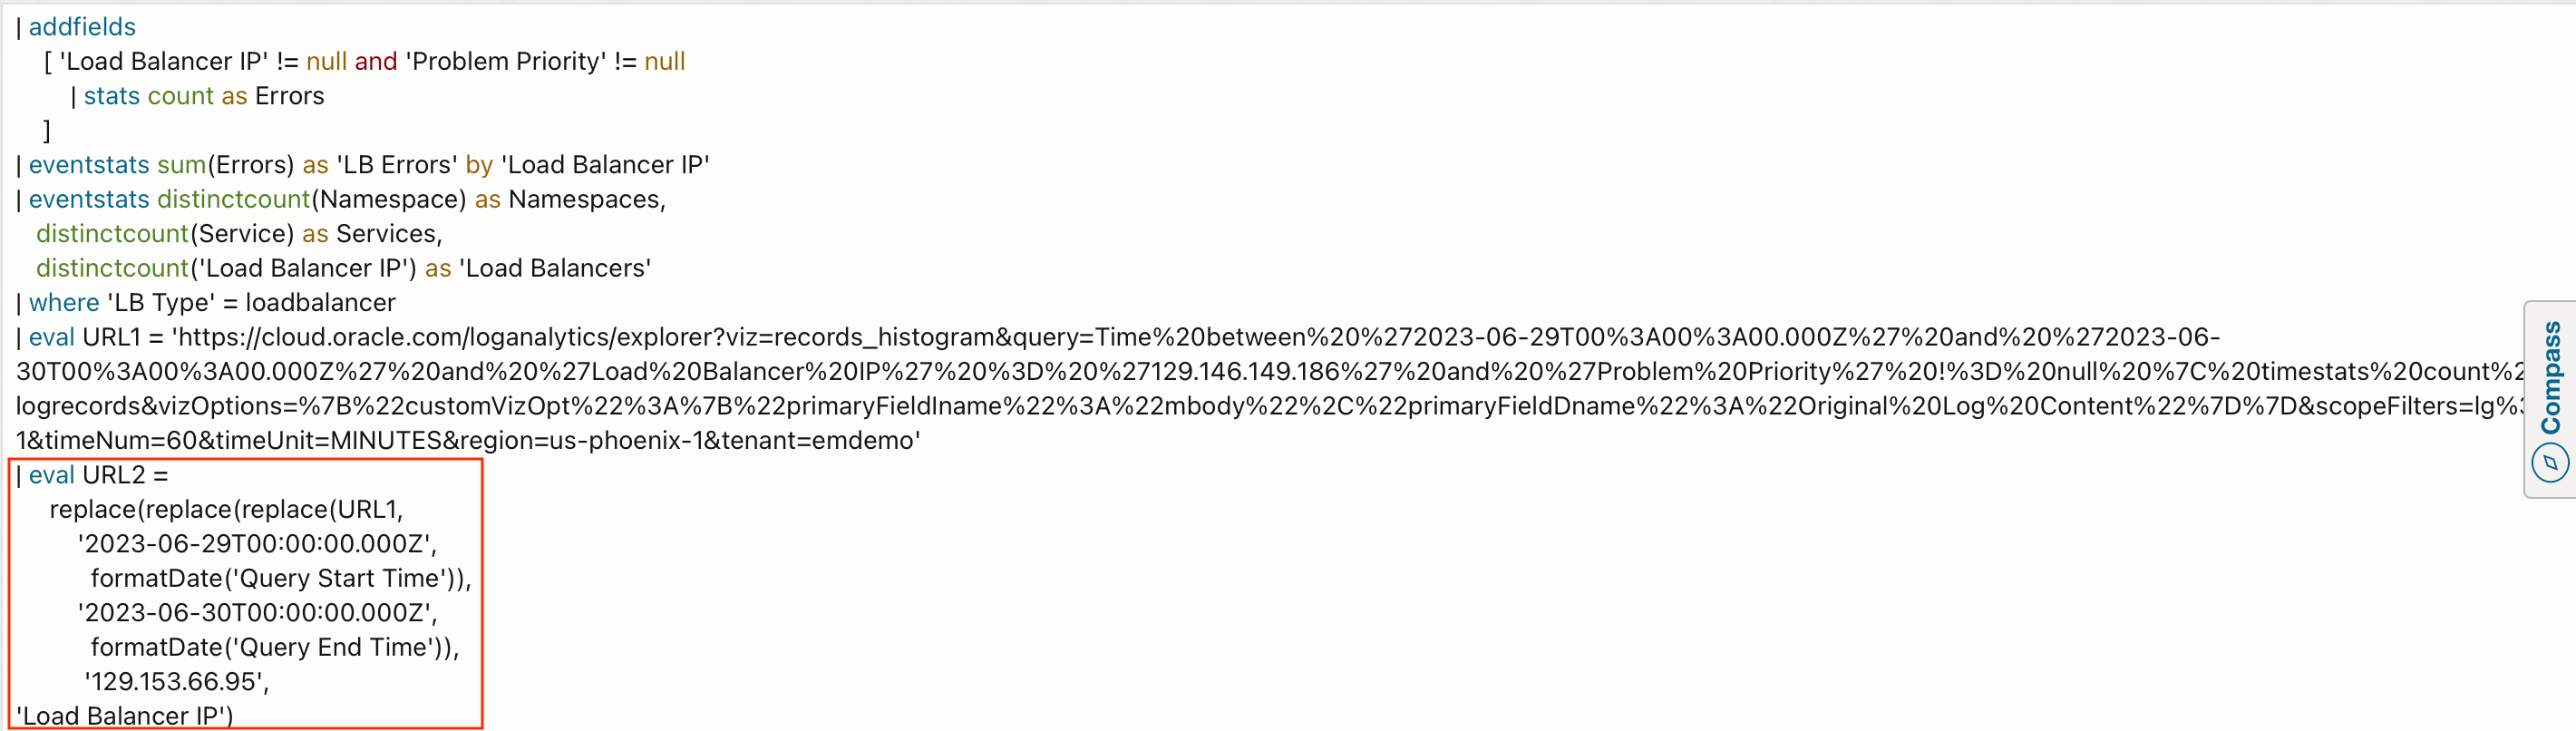 | addfields
[ 'Load Balancer IP' != null and 'Problem Priority' != null
| stats count as Errors
]
| eventstats sum(Errors) as 'LB Errors' by 'Load Balancer IP'
| eventstats distinctcount(Namespace) as Namespaces,
distinctcount(Service) as Services,
distinctcount('Load Balancer IP') as 'Load Balancers'
| where 'LB Type' = loadbalancer
| eval URL1 = 'https://cloud.oracle.com/loganalytics/explorer?viz=records_histogram&query=Time%20between%20%272023-06-29T00%3A00%3A00.000Z%27%20and%20%272023-06-
30T00%3A00%3A00.000Z%27%20and%20%27Load%20Balancer%20IP%27%20%3D%20%27129.146.149.186%27%20and%20%27Problem%20Priority%27%20!%3D%20null%20%7C%20timestats%20count%2
logrecords&vizOptions=%7B%22customVizOpt%22%3A%7B%22primaryFieldIname%22%3A%22mbody%22%2C%22primaryFieldDname%22%3A%22Original%20Log%20Content%22%7D%7D&scopeFilters=lg%3
1&timeNum=60&timeUnit=MINUTES&region=us-phoenix-1&tenant=emdemo'
| eval URL2 =
replace(replace(replace(URL1,
'2023-06-29T00:00:00.000Z',
formatDate('Query Start Time')),
'2023-06-30T00:00:00.000Z',
formatDate('Query End Time')),
'129.153.66.95',
'Load Balancer IP')
Compass